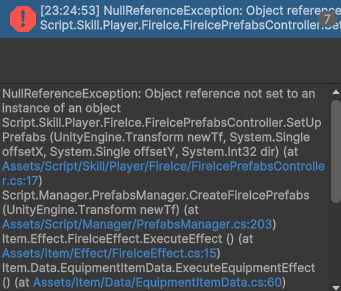 [23:24:53] NullReferenceException: Object reference
Script.Skill.Player.FireIce.FireIcePrefabsController.Set
7
NullReferenceException: Object reference not set to an
instance of an object
Script.Skill.Player.FireIce.FireIcePrefabsController.SetUp
Prefabs (UnityEngine.Transform newTf, System.Single
offsetX, System.Single offsetY, System.Int32 dir) (at
Assets/Script/Skill/Player/FireIce/FireIcePrefabsControlle
r.cs:17)
Script.Manager.PrefabsManager.CreateFireIcePrefabs
(UnityEngine.Transform newTf) (at
Assets/Script/Manager/PrefabsManager.cs:203)
Item.Effect.FireIceEffect.ExecuteEffect () (at
Assets/Item/Effect/FireIceEffect.cs:15)
Item.Data.EquipmentItemData.ExecuteEquipmentEffect
() (at Assets/Item/Data/EquipmentItemData.cs:60)